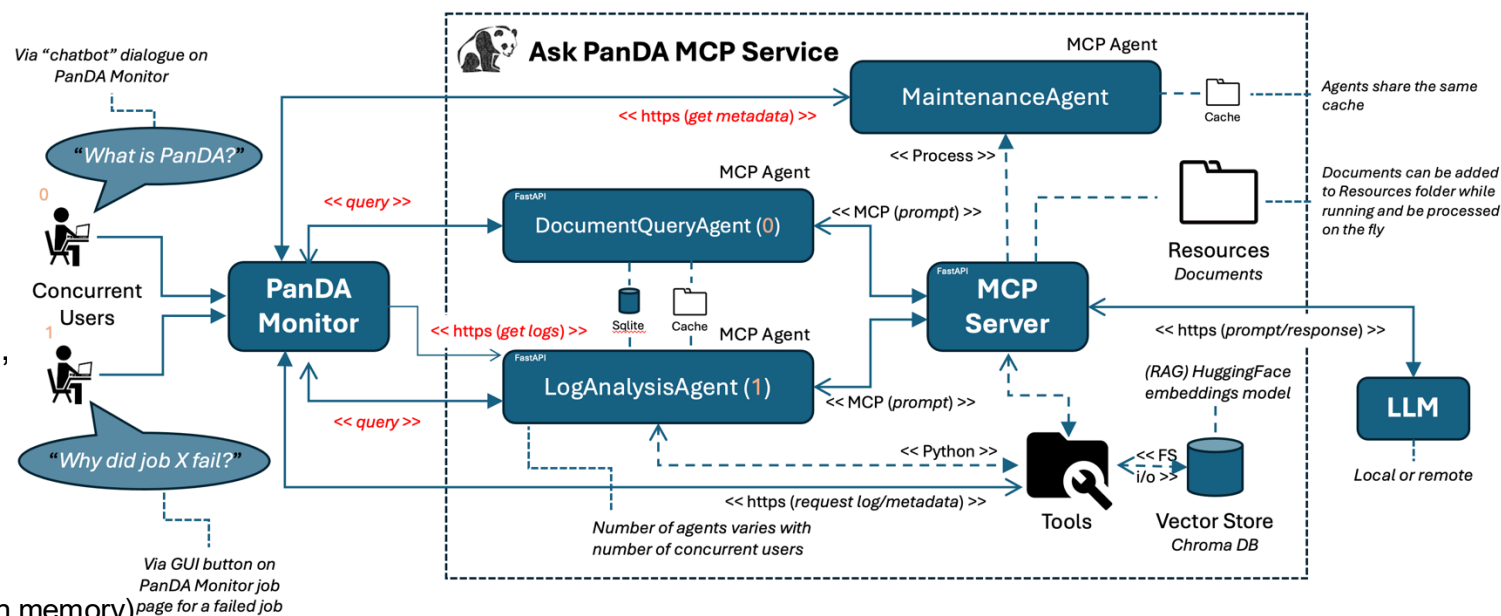 Via “chatbot” dialogue on
PanDA Monitor
“What is PanDA?”
0
Concurrent
Users
1
,
“Why did job X fail?”
Via GUI button on
PanDA Monitor job
page for a failed job
n memory)
PanDA
Monitor
Ask PanDA MCP Service
MCP Agent
MaintenanceAgent
Cache
Agents share the same
cache
<< https (get metadata) >>
<< Process >>
<< query >>
MCP Agent
FastAPI
DocumentQueryAgent (0)
<< MCP (prompt) >>
Resources
Documents
Documents can be added
to Resources folder while
running and be processed
on the fly
Sqlite
Cache
<< https (get logs) >>
MCP Agent
FastAPI
LogAnalysisAgent (1)
<< MCP (prompt) >>
<< query >>
FastAPI
MCP
Server
<< https (prompt/response) >>
LLM
Local or remote
(RAG) HuggingFace
embeddings model
<< Python >>
<< FS
i/o >>
<< https (request log/metadata) >>
Tools
Vector Store
Chroma DB
Number of agents varies with
number of concurrent users